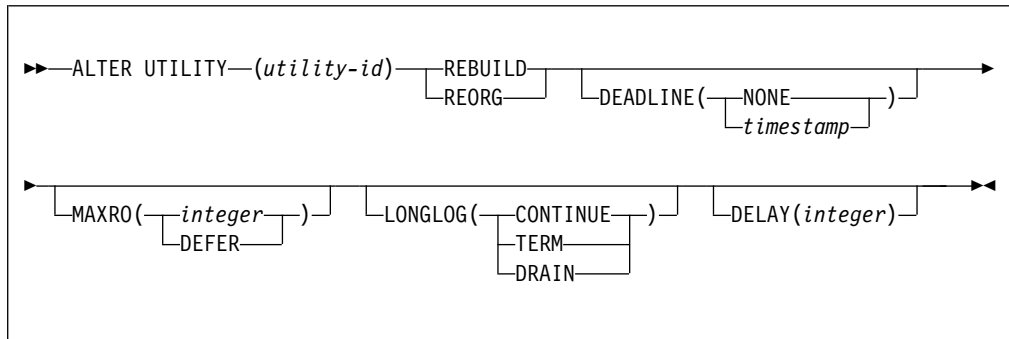 ALTER UTILITY (utility-id) REBUILD
REORG DEADLINE( NONE )
timestamp
MAXRO( integer ) LONGLOG( CONTINUE ) DELAY(integer)
DEFER TERM
DRAIN